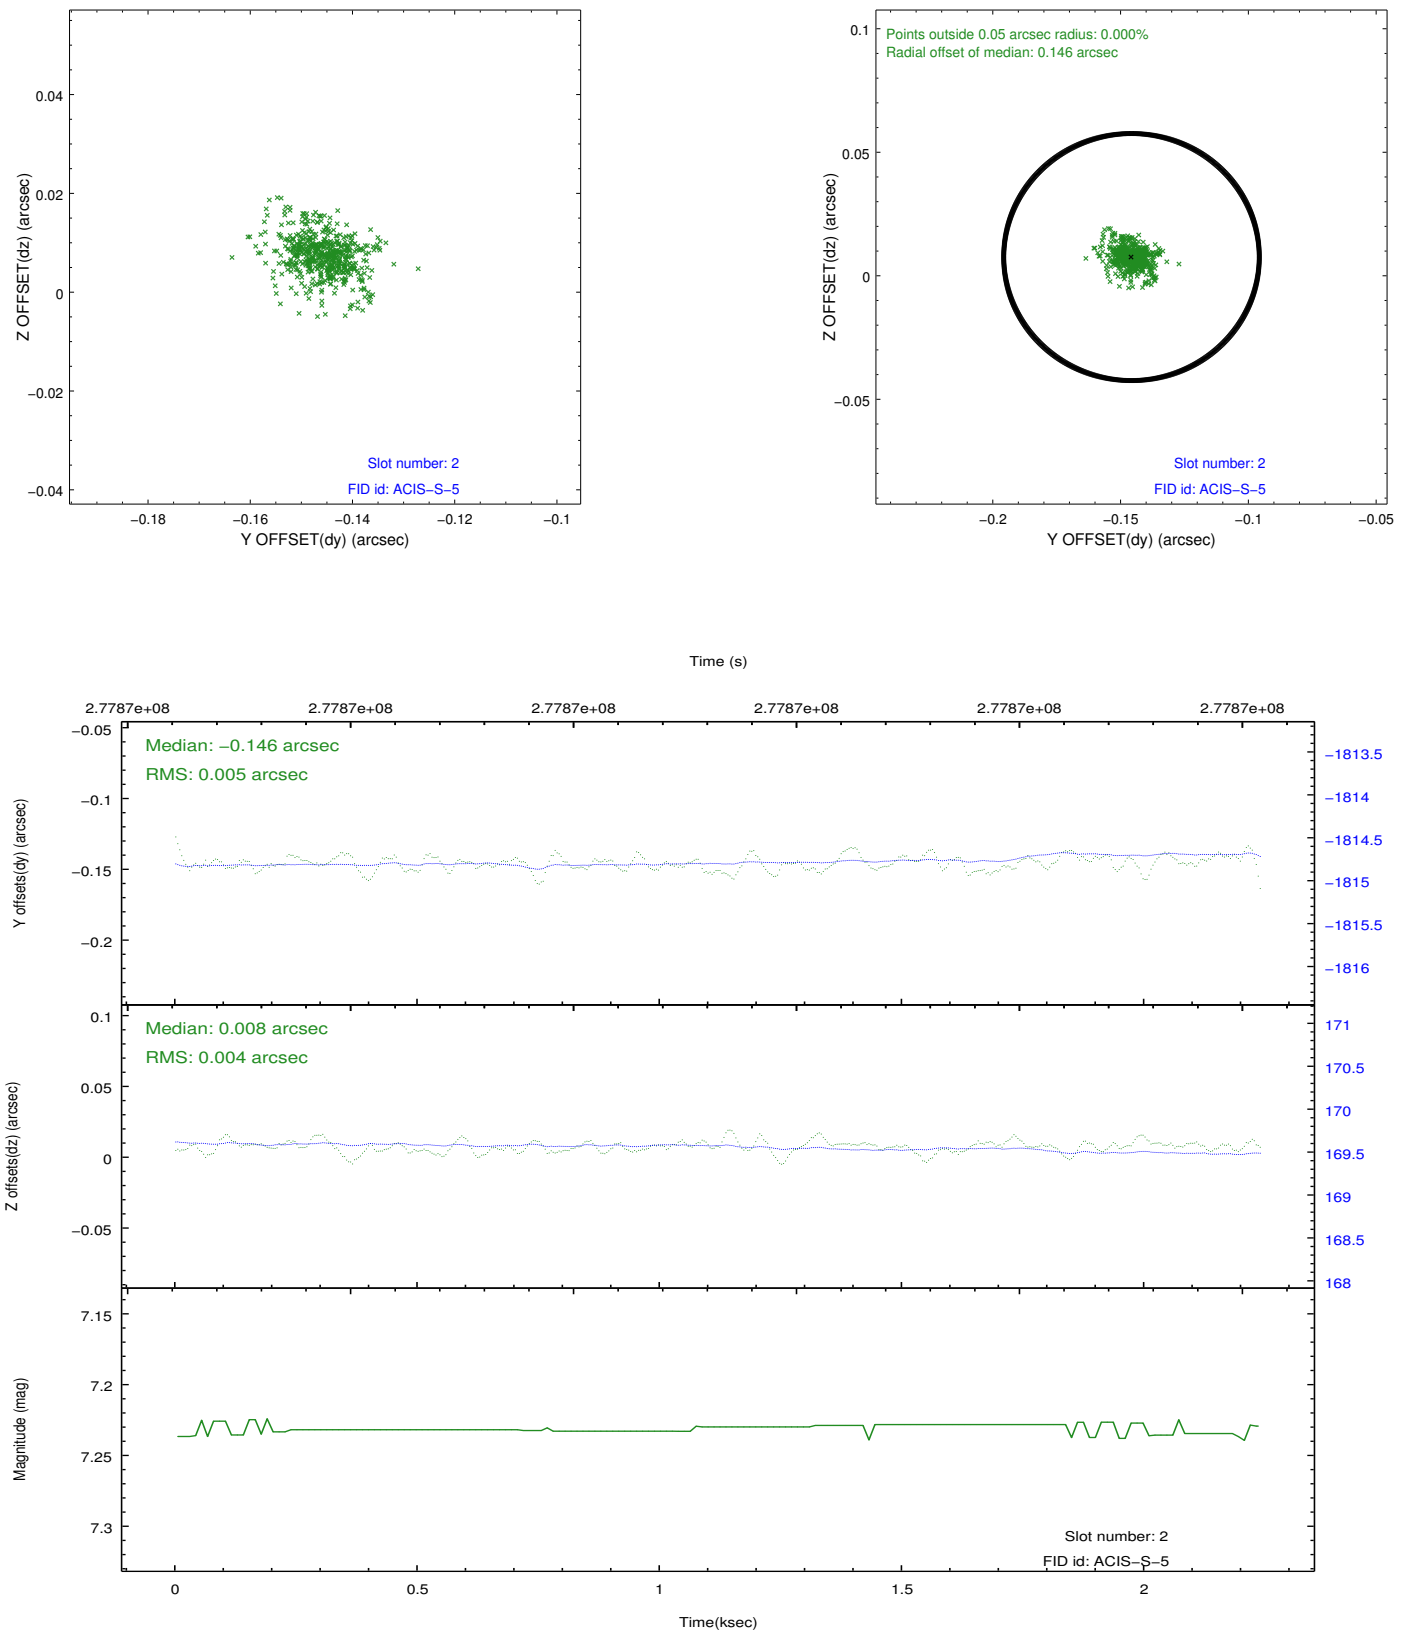 0.04
0.02
0
−0.02
−0.04
Z OFFSET(dz) (arcsec)
Slot number: 2
FID id: ACIS−S−5
−0.18
−0.16
−0.14
−0.12
−0.1
Y OFFSET(dy) (arcsec)
Points outside 0.05 arcsec radius: 0.000%
Radial offset of median: 0.146 arcsec
0.1
0.05
0
−0.05
Z OFFSET(dz) (arcsec)
Slot number: 2
FID id: ACIS−S−5
−0.2
−0.15
−0.1
−0.05
Y OFFSET(dy) (arcsec)
Time (s)
2.7787e+08
2.7787e+08
2.7787e+08
2.7787e+08
2.7787e+08
2.7787e+08
Median: −0.146 arcsec
RMS: 0.005 arcsec
−0.05
−0.1
−0.15
−0.2
Y offsets(dy) (arcsec)
−1813.5
−1814
−1814.5
−1815
−1815.5
−1816
Median: 0.008 arcsec
RMS: 0.004 arcsec
0.1
0.05
0
−0.05
Z offsets(dz) (arcsec)
171
170.5
170
169.5
169
168.5
168
7.15
7.2
7.25
7.3
Magnitude (mag)
Slot number: 2
FID id: ACIS−S−5
0
0.5
1
1.5
2
Time(ksec)